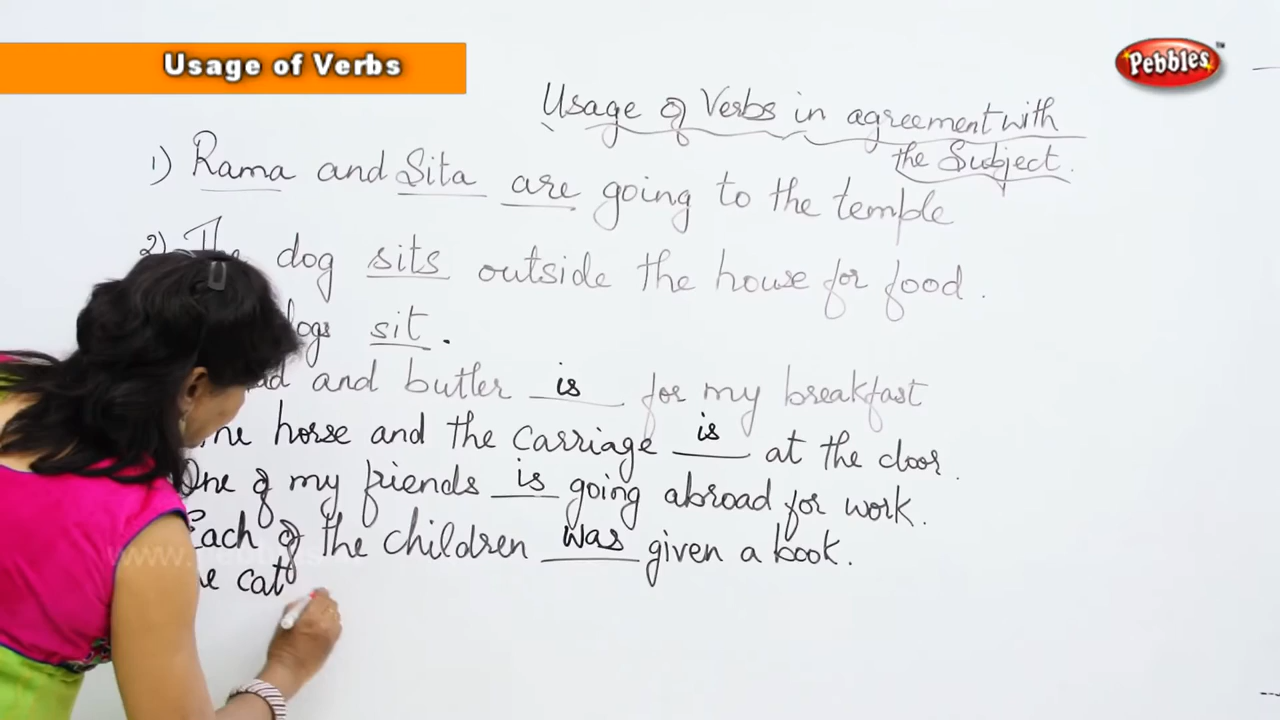 Usage of Verbs
Pebbles
Usage of Verbs in agreement with
the Subject.
1) Rama and Sita are going to the temple
2) The dog sits outside the house for food.
sit.
and butler is for my breakfast
horse and the carriage is at the door.
One of my friends is going abroad for work.
Each of the children was given a book.
cat